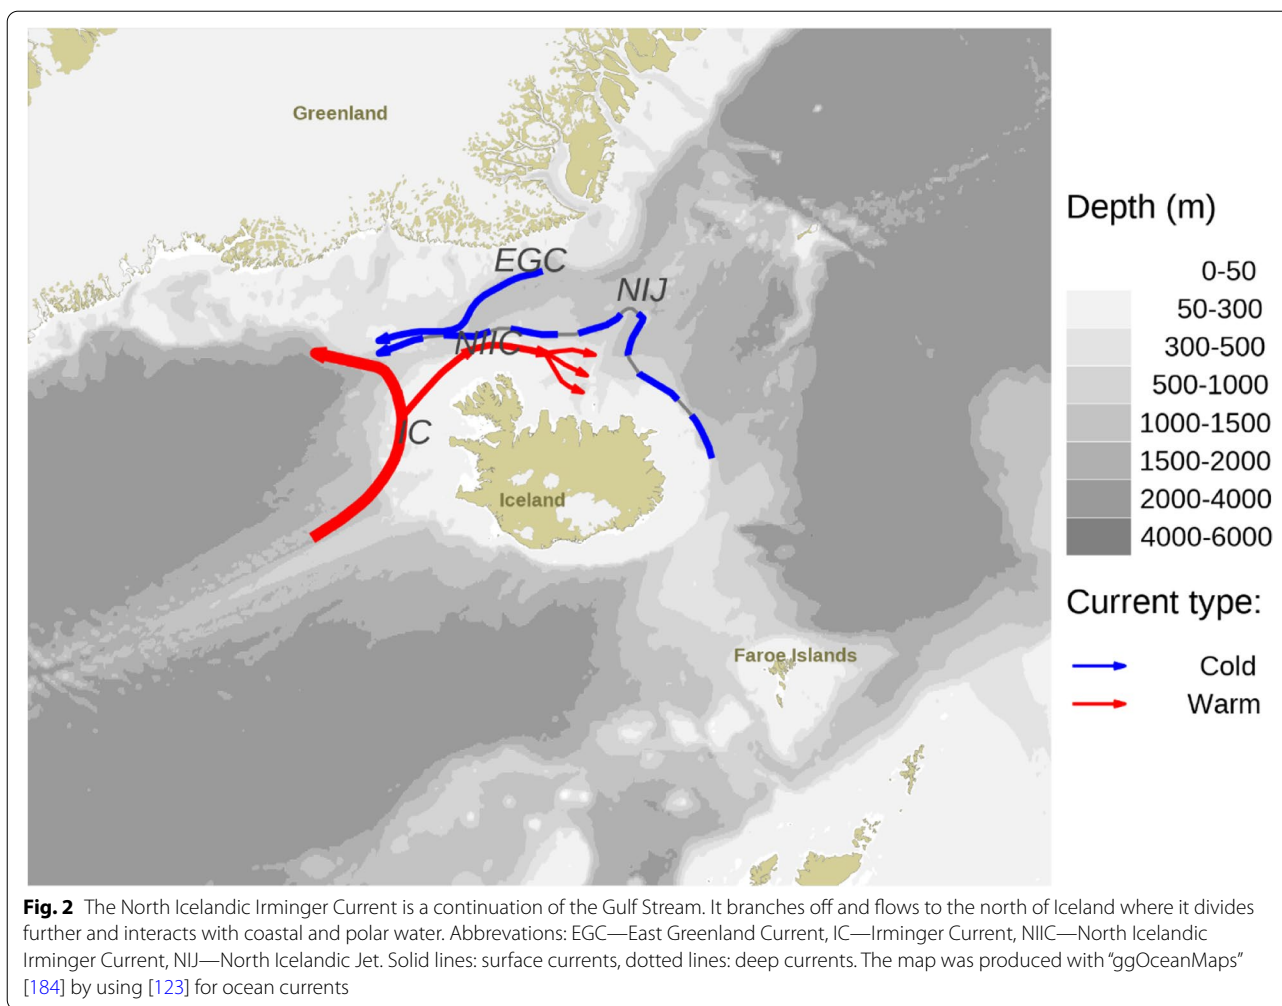 Greenland
EGC
NIJ
NIIC
IC
Iceland
Faroe Islands
Depth (m)
0-50
50-300
300-500
500-1000
1000-1500
1500-2000
2000-4000
4000-6000
Current type:
Cold
Warm
Fig. 2 The North Icelandic Irminger Current is a continuation of the Gulf Stream. It branches off and flows to the north of Iceland where it divides
further and interacts with coastal and polar water. Abbrevations: EGC—East Greenland Current, IC—Irminger Current, NIIC—North Icelandic
Irminger Current, NIJ—North Icelandic Jet. Solid lines: surface currents, dotted lines: deep currents. The map was produced with “ggOceanMaps”
[184] by using [123] for ocean currents